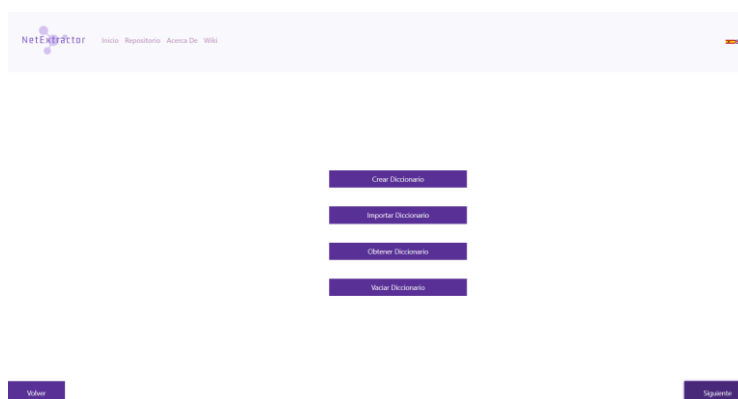 NetExtractor Inicio Repositorio Acerca De Wiki
Crear Diccionario
Importar Diccionario
Obtener Diccionario
Vaciar Diccionario
Volver Siguiente